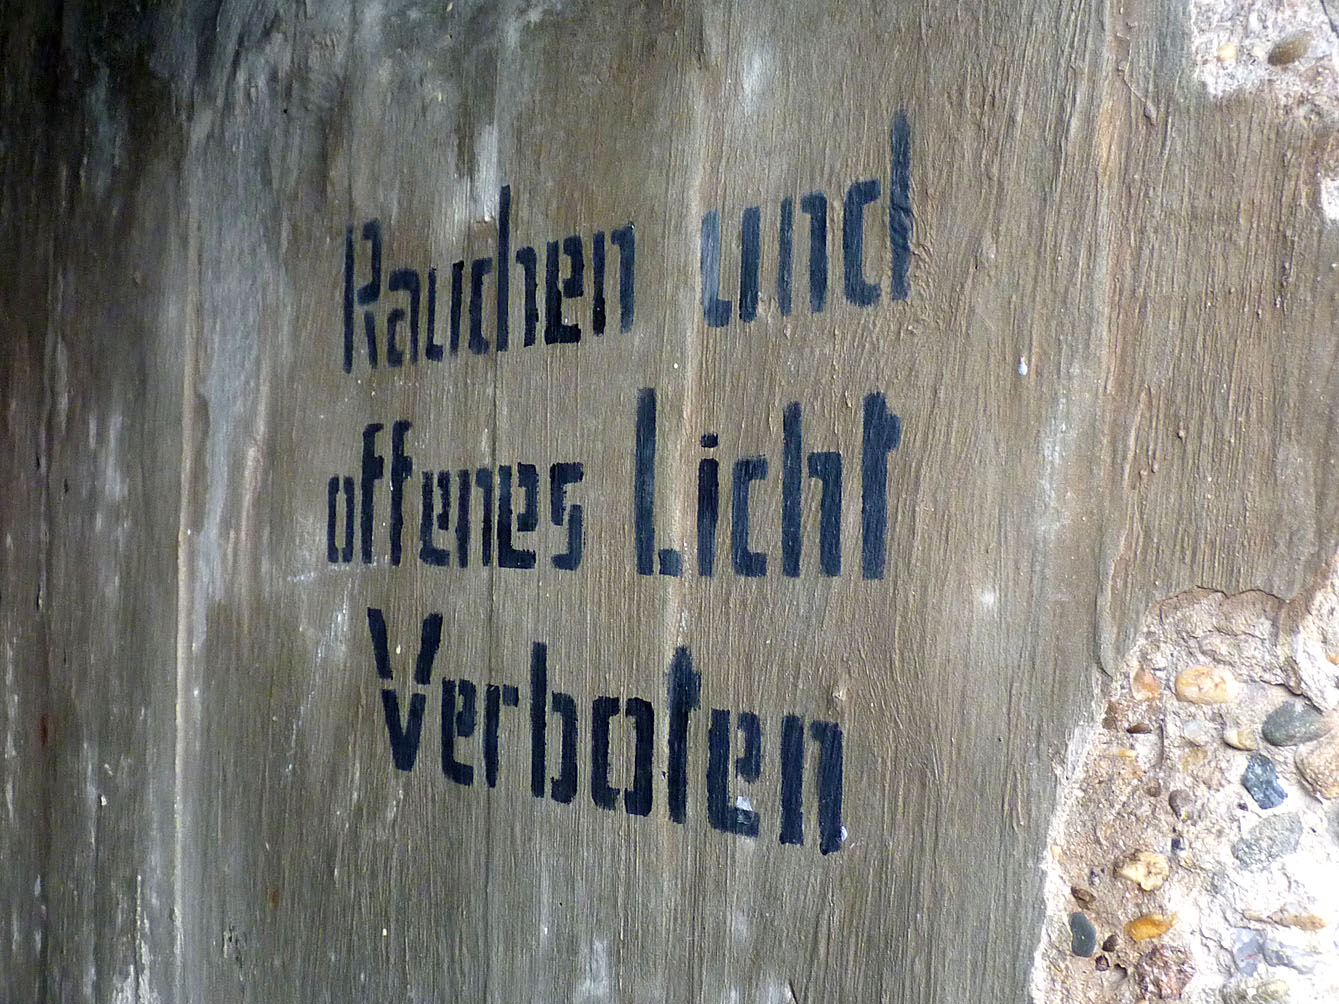 Rauchen und
offenes Licht
Verboten